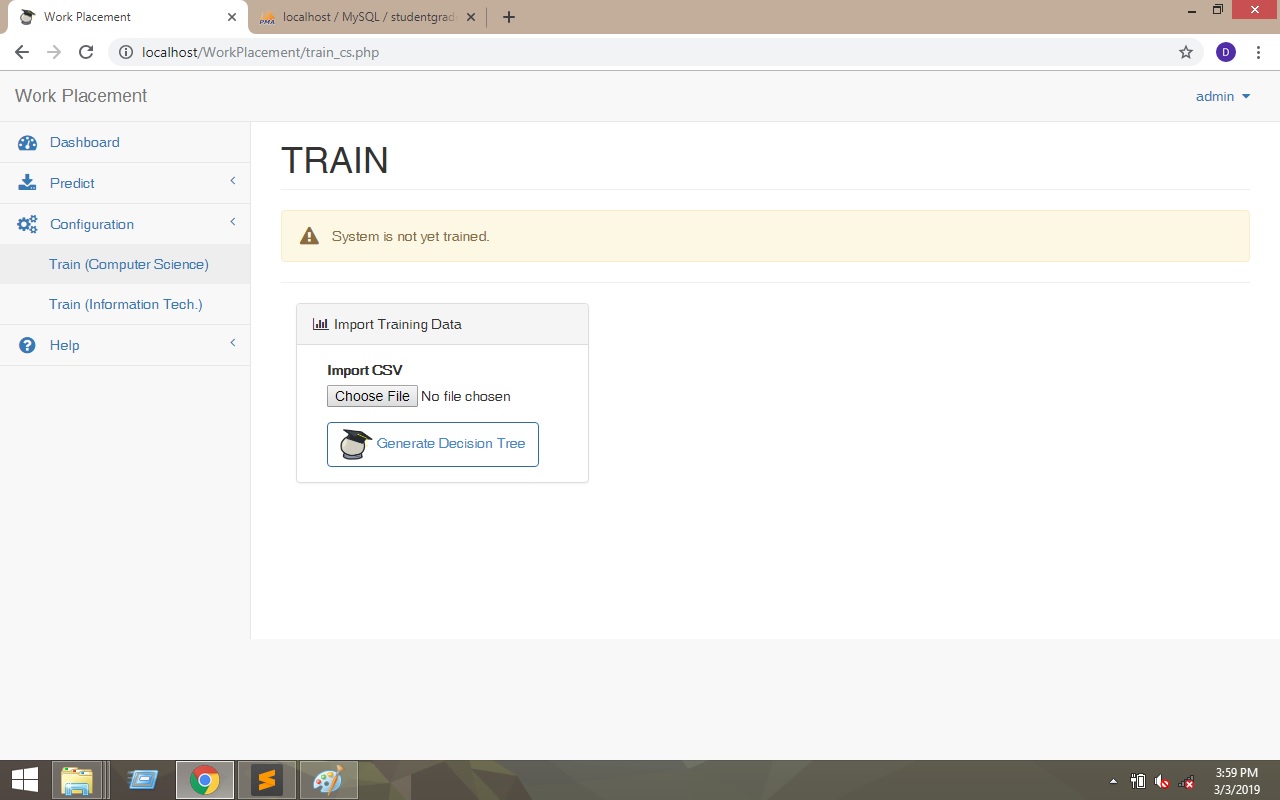 Work Placement
localhost / MySQL / studentgrad
localhost/WorkPlacement/train_cs.php
D
Work Placement
admin
Dashboard
Predict
Configuration
Train (Computer Science)
Train (Information Tech.)
Help
TRAIN
System is not yet trained.
Import Training Data
Import CSV
Choose File No file chosen
Generate Decision Tree
3:59 PM
3/3/2019